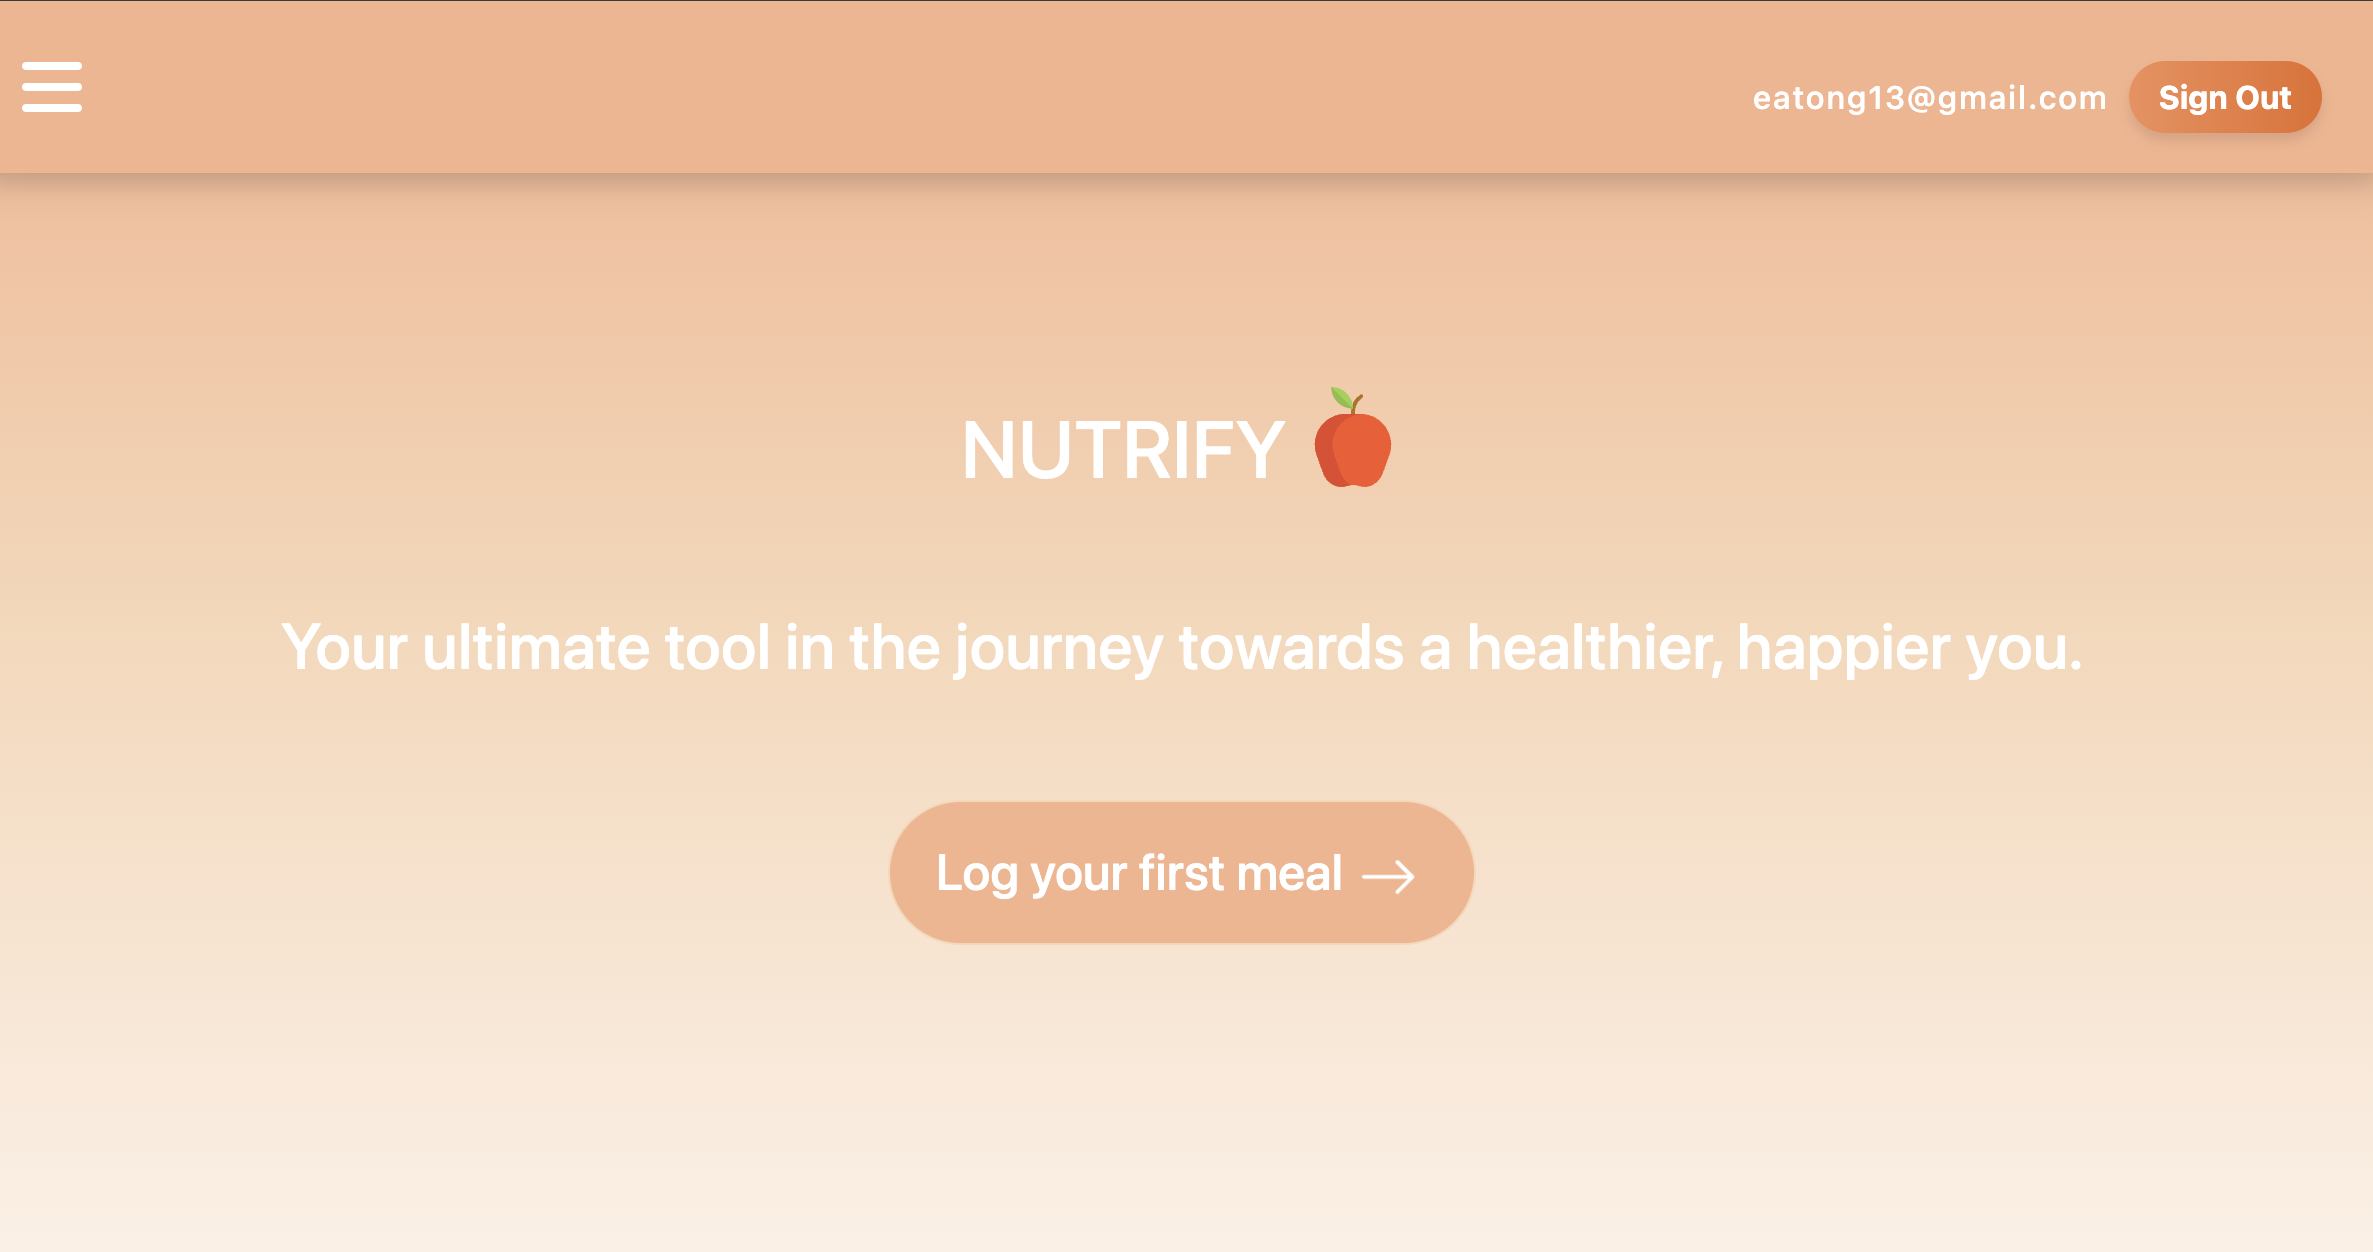 eatong13@gmail.com Sign Out
NUTRIFY
Your ultimate tool in the journey towards a healthier, happier you.
Log your first meal →